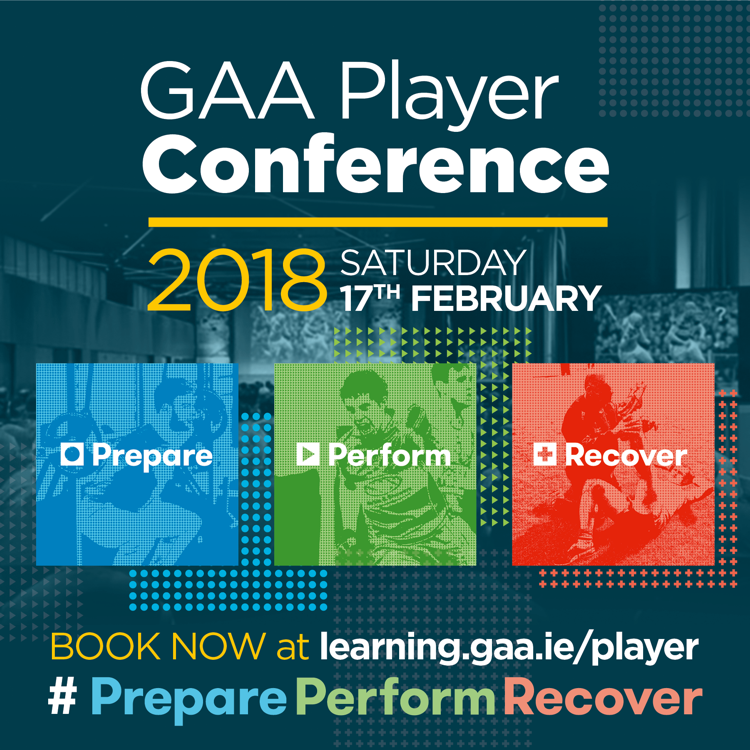 GAA Player
Conference
2018 SATURDAY
17TH FEBRUARY
Prepare
Perform
Recover
BOOK NOW at learning.gaa.ie/player
# Prepare Perform Recover